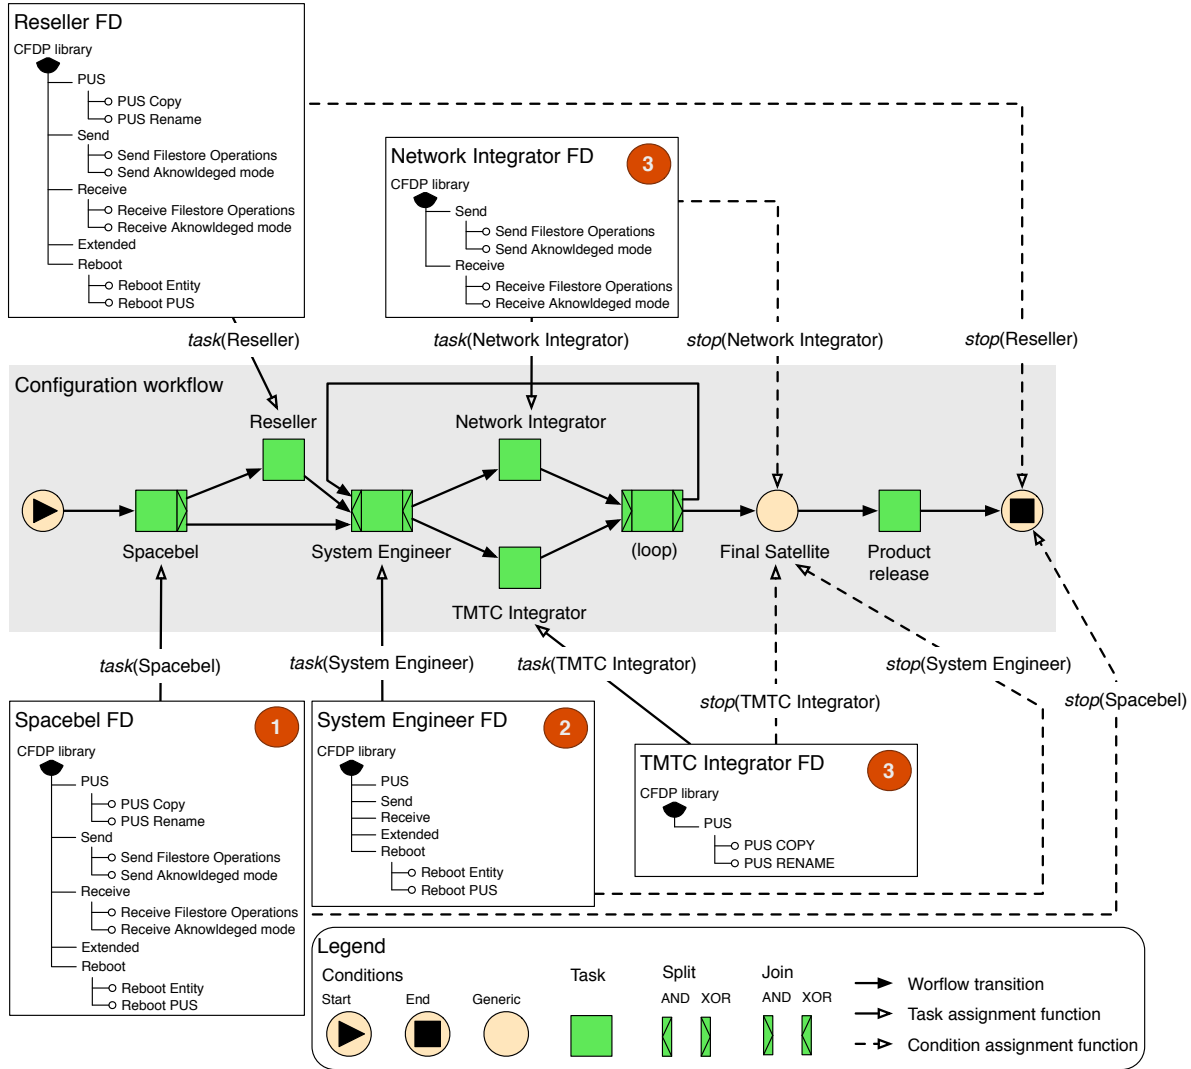 Reseller FD
CFDP library
PUS
PUS Copy
PUS Rename
Send
Send Filestore Operations
Send Aknowldeged mode
Receive
Receive Filestore Operations
Receive Aknowldeged mode
Extended
Reboot
Reboot Entity
Reboot PUS
Network Integrator FD
3
CFDP library
Send
Send Filestore Operations
Send Aknowldeged mode
Receive
Receive Filestore Operations
Receive Aknowldeged mode
task(Reseller)
task(Network Integrator)
stop(Network Integrator)
stop(Reseller)
Configuration workflow
Reseller
Network Integrator
Spacebel
System Engineer
(loop)
Final Satellite
Product
release
TMTC Integrator
task(Spacebel)
task(System Engineer)
task(TMTC Integrator)
stop(System Engineer)
stop(TMTC Integrator)
stop(Spacebel)
Spacebel FD
1
CFDP library
PUS
PUS Copy
PUS Rename
Send
Send Filestore Operations
Send Aknowldeged mode
Receive
Receive Filestore Operations
Receive Aknowldeged mode
Extended
Reboot
Reboot Entity
Reboot PUS
System Engineer FD
2
CFDP library
PUS
Send
Receive
Extended
Reboot
Reboot Entity
Reboot PUS
TMTC Integrator FD
3
CFDP library
PUS
PUS COPY
PUS RENAME
Legend
Conditions
Start
End
Generic
Task
Split
AND XOR
Join
AND XOR
Worflow transition
Task assignment function
Condition assignment function